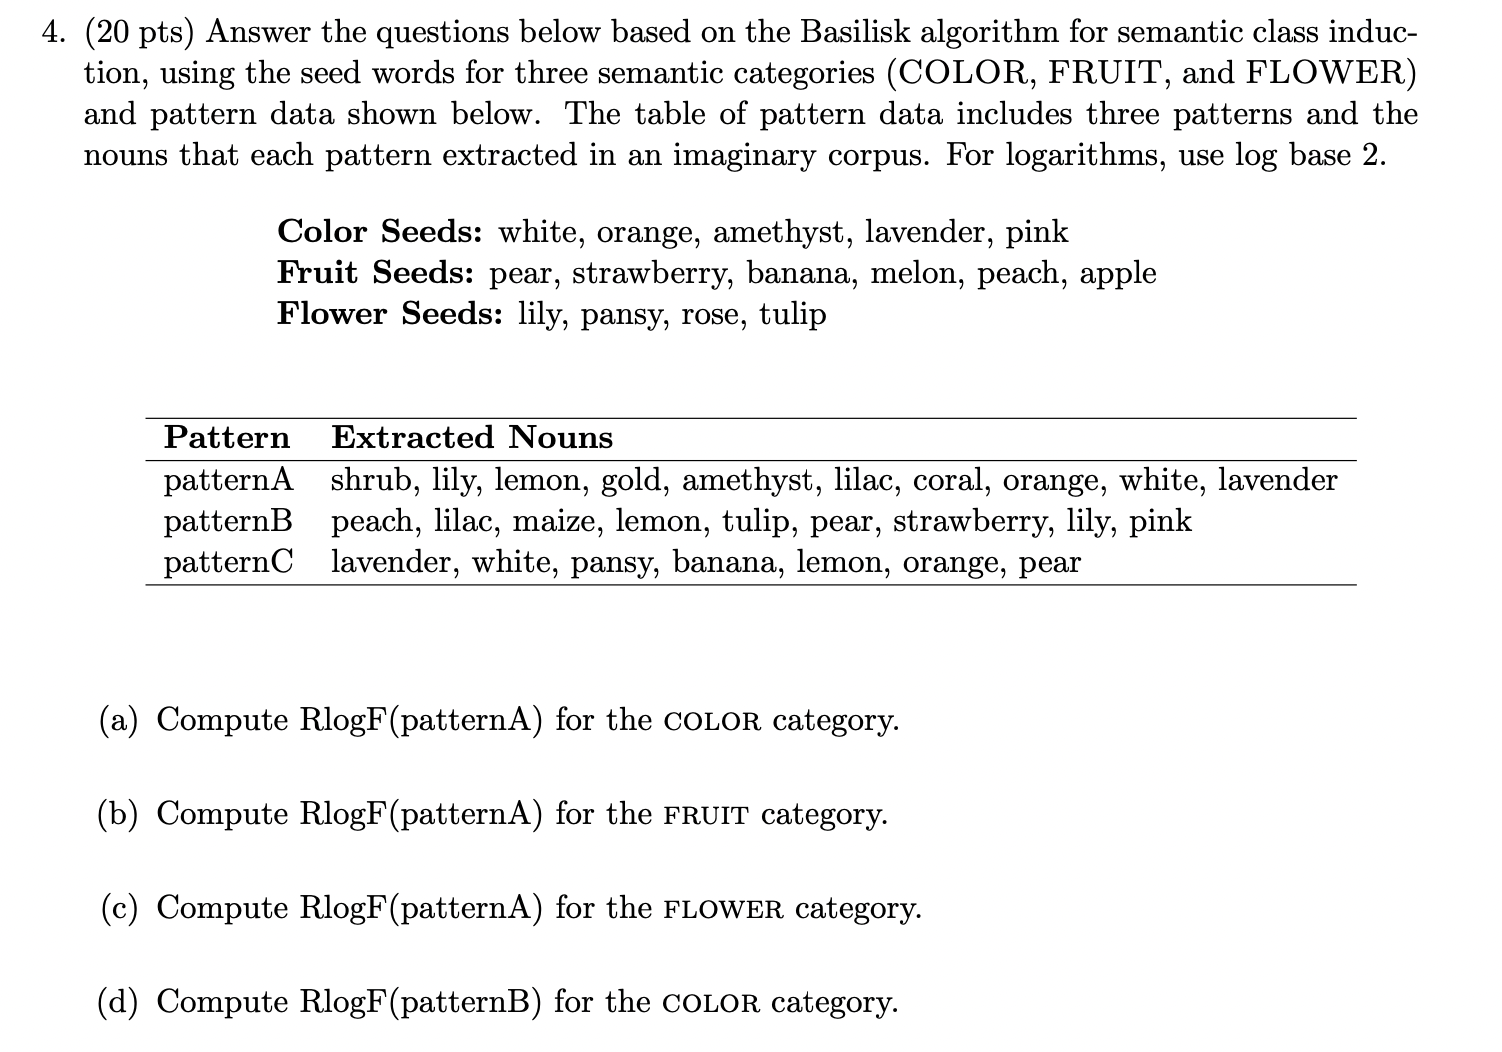 4. (20 pts) Answer the questions below based on the Basilisk algorithm for semantic class induc-
tion, using the seed words for three semantic categories (COLOR, FRUIT, and FLOWER)
and pattern data shown below. The table of pattern data includes three patterns and the
nouns that each pattern extracted in an imaginary corpus. For logarithms, use log base 2.
Color Seeds: white, orange, amethyst, lavender, pink
Fruit Seeds: pear, strawberry, banana, melon, peach, apple
Flower Seeds: lily, pansy, rose, tulip
Pattern Extracted Nouns
patternA shrub, lily, lemon, gold, amethyst, lilac, coral, orange, white, lavender
patternB peach, lilac, maize, lemon, tulip, pear, strawberry, lily, pink
patternC lavender, white, pansy, banana, lemon, orange, pear
(a) Compute RlogF(patternA) for the COLOR category.
(b) Compute RlogF(patternA) for the FRUIT category.
(c) Compute RlogF(patternA) for the FLOWER category.
(d) Compute RlogF(patternB) for the COLOR category.